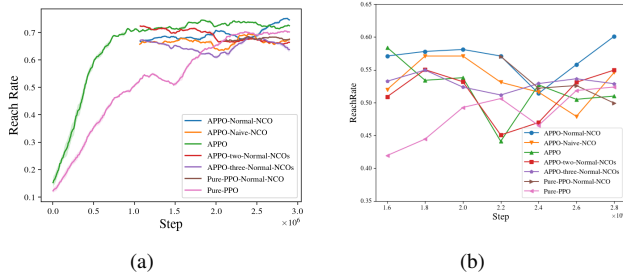 Reach Rate
0.7
0.6
0.5
0.4
0.3
0.2
0.1
APPO-Normal-NCO
APPO-Naive-NCO
APPO
APPO-two-Normal-NCOs
APPO-three-Normal-NCOs
Pure-PPO-Normal-NCO
Pure-PPO
0.0 0.5 1.0 1.5 2.0 2.5 3.0
×10⁶
Step
(a)
ReachRate
0.65
0.60
0.55
0.50
0.45
0.40
0.35
APPO-Normal-NCO
APPO-Naive-NCO
APPO
APPO-two-Normal-NCOs
APPO-three-Normal-NCOs
Pure-PPO-Normal-NCO
Pure-PPO
1.6 1.8 2.0 2.2 2.4 2.6 2.8
×10⁶
Step
(b)